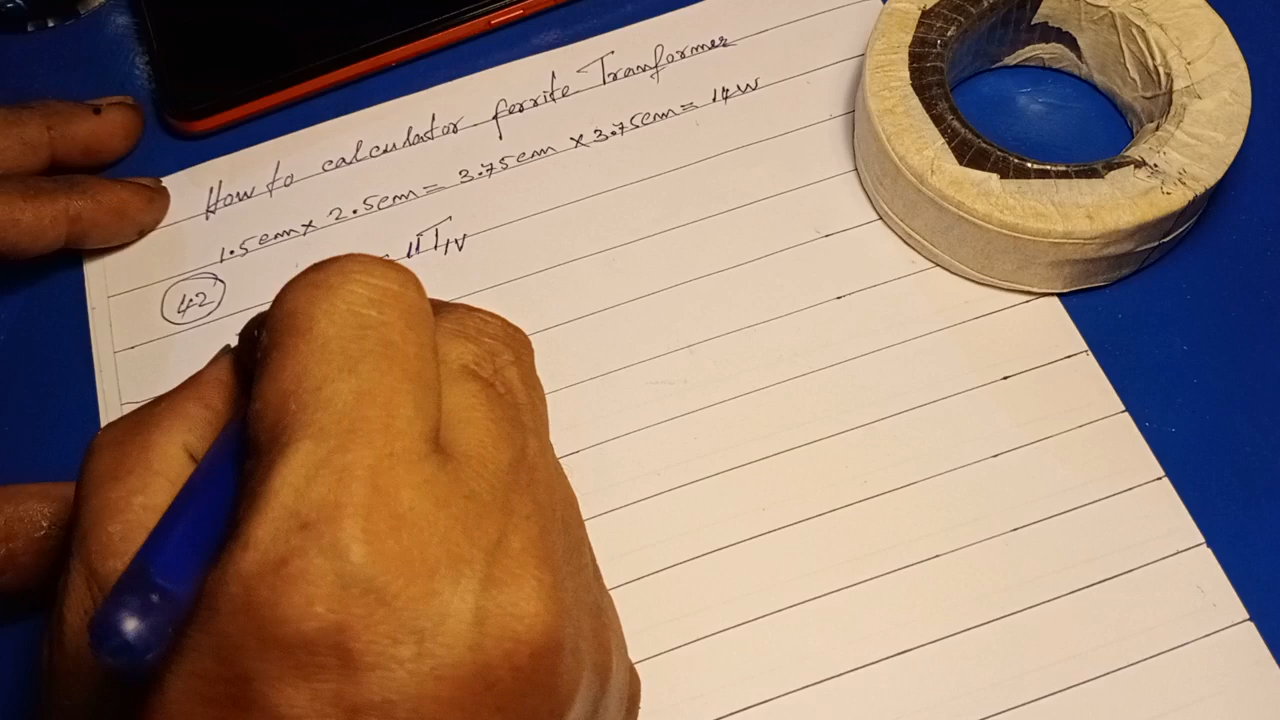 How to calculator ferrite Tranformer
1.5cm x 2.5cm = 3.75cm x 3.75cm = 14W
42